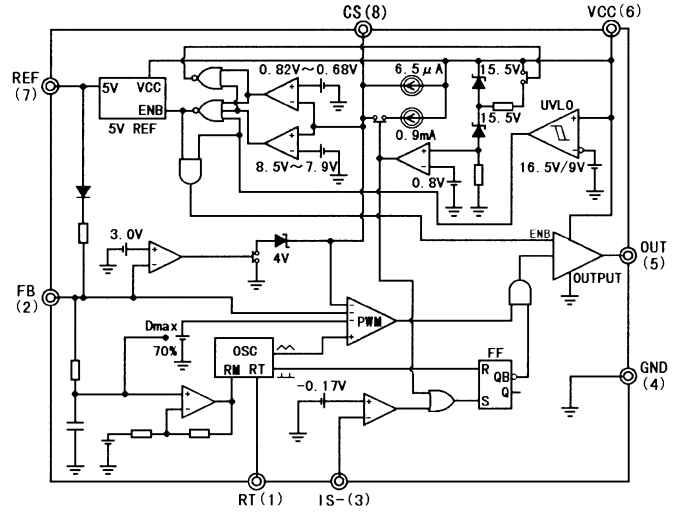 CS(8)
VCC(6)
REF
(7)
5V
VCC
ENB
5V REF
0.82V～0.68V
8.5V～7.9V
6.5μA
0.9mA
15.5V
15.5V
UVLO
16.5V/9V
0.8V
3.0V
4V
ENB
OUTPUT
OUT
(5)
FB
(2)
Dmax
70%
PWM
OSC
RM RT
-0.17V
FF
R
QB
Q
S
GND
(4)
RT(1)
IS-(3)
+
-
+
-
+
-
+
-
+
-
-
-
-
+
+
-
+
-
+
-